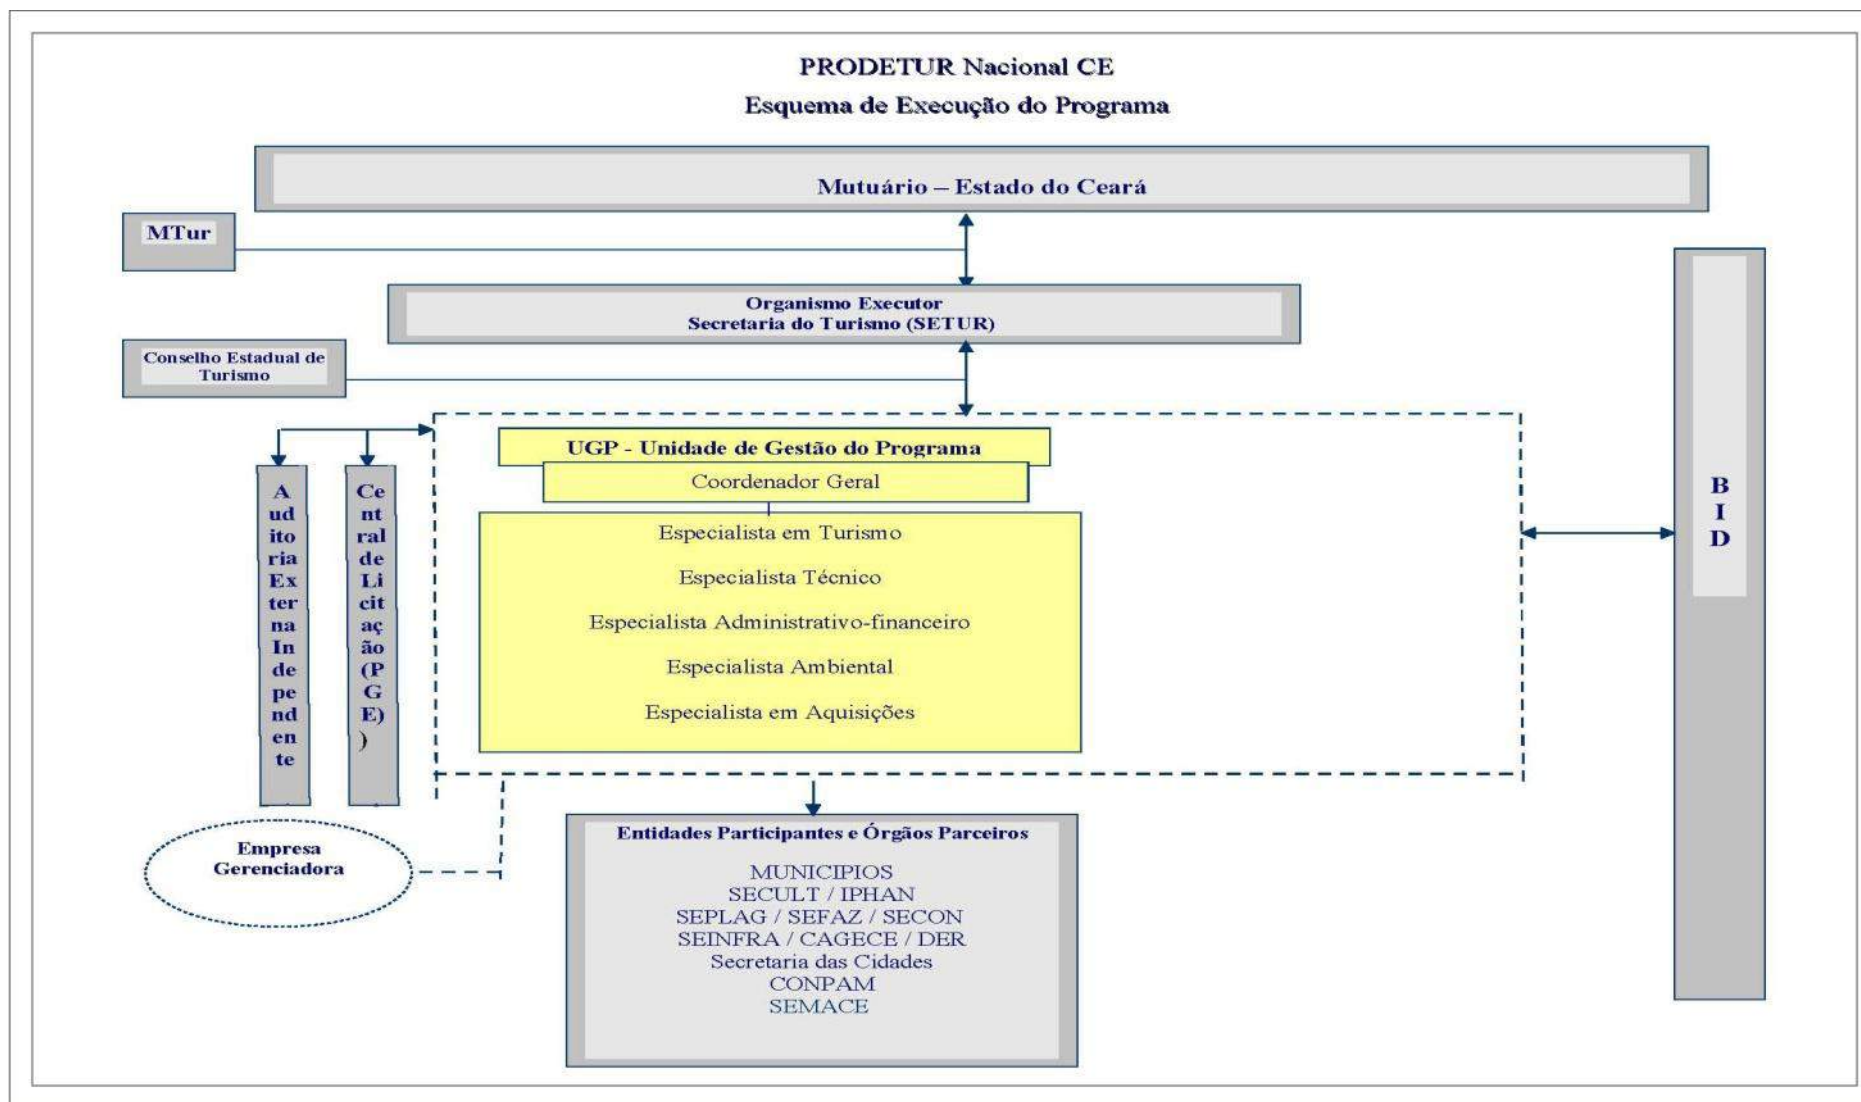 PRODETUR Nacional CE
Esquema de Execução do Programa
Mutuário – Estado do Ceará
MTur
Organismo Executor
Secretaria do Turismo (SETUR)
Conselho Estadual de
Turismo
UGP - Unidade de Gestão do Programa
Coordenador Geral
Especialista em Turismo
Especialista Técnico
Especialista Administrativo-financeiro
Especialista Ambiental
Especialista em Aquisições
A
ud
ito
ria
Ex
ter
na
In
de
pe
nd
en
te
Ce
nt
ral
de
Li
cit
aç
ão
(P
G
E)
)
B
I
D
Empresa
Gerenciadora
Entidades Participantes e Órgãos Parceiros
MUNICIPIOS
SECULT / IPHAN
SEPLAG / SEFAZ / SECON
SEINFRA / CAGECE / DER
Secretaria das Cidades
CONPAM
SEMACE